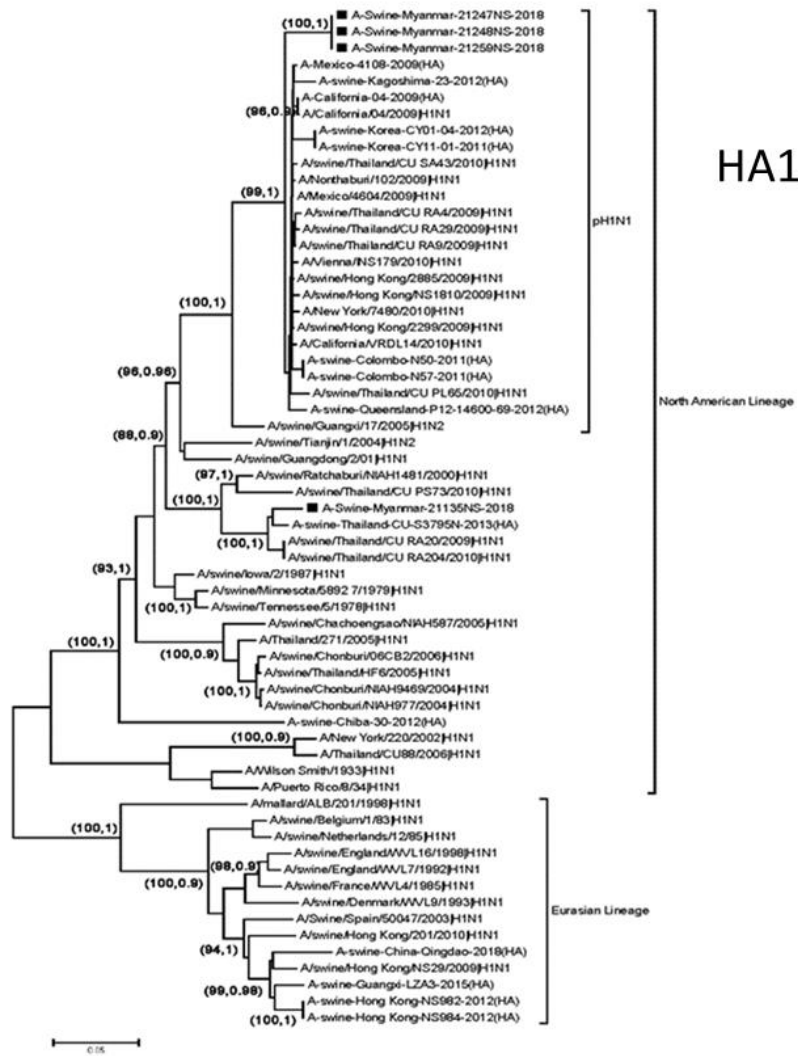 (100,1)
■ A-Swine-Myanmar-21247NS-2018
■ A-Swine-Myanmar-21248NS-2018
■ A-Swine-Myanmar-21259NS-2018
A-Mexico-4108-2009(HA)
A-swine-Kagoshima-23-2012(HA)
A-California-04-2009(HA)
A/California/04/2009|H1N1
A-swine-Korea-CY01-04-2012(HA)
A-swine-Korea-CY11-01-2011(HA)
HA1
A/swine/Thailand/CU SA43/2010|H1N1
(99,1)
A/Nonthaburi/102/2009|H1N1
A/Mexico/4604/2009|H1N1
A/swine/Thailand/CU RA4/2009|H1N1
pH1N1
A/swine/Thailand/CU RA29/2009|H1N1
A/swine/Thailand/CU RA9/2009|H1N1
A/Vienna/INS179/2010|H1N1
A/swine/Hong Kong/2885/2009|H1N1
(100,1)
A/swine/Hong Kong/NS1810/2009|H1N1
A/New York/7480/2010|H1N1
A/swine/Hong Kong/2299/2009|H1N1
A/California/VRDL14/2010|H1N1
A-swine-Colombo-N50-2011(HA)
(96,0.96)
A-swine-Colombo-N57-2011(HA)
A/swine/Thailand/CU PL65/2010|H1N1
North American Lineage
A-swine-Queensland-P12-14600-69-2012(HA)
A/swine/Guangxi/17/2005|H1N2
(88,0.9)
A/swine/Tianjin/1/2004|H1N2
A/swine/Guangdong/2/01|H1N1
(97,1)
A/swine/Ratchaburi/NIAH1481/2000|H1N1
A/swine/Thailand/CU PS73/2010|H1N1
(100,1)
■ A-Swine-Myanmar-21135NS-2018
A-swine-Thailand-CU-S3795N-2013(HA)
(100,1)
A/swine/Thailand/CU RA20/2009|H1N1
A/swine/Thailand/CU RA204/2010|H1N1
(93,1)
A/swine/Iowa/2/1987|H1N1
A/swine/Minnesota/5892 7/1979|H1N1
(100,1)
A/swine/Tennessee/5/1978|H1N1
A/swine/Chachoengsao/NIAH587/2005|H1N1
(100,1)
A/Thailand/271/2005|H1N1
(100,0.9)
A/swine/Chonburi/06CB2/2006|H1N1
A/swine/Thailand/HF6/2005|H1N1
(100,1)
A/swine/Chonburi/NIAH9469/2004|H1N1
A/swine/Chonburi/NIAH977/2004|H1N1
A-swine-Chiba-30-2012(HA)
(100,0.9)
A/New York/220/2002|H1N1
A/Thailand/CU88/2006|H1N1
A/Wilson Smith/1933|H1N1
A/Puerto Rico/8/34|H1N1
A/mallard/ALB/201/1998|H1N1
(100,1)
A/swine/Belgium/1/83|H1N1
A/swine/Netherlands/12/85|H1N1
A/swine/England/WVL16/1998|H1N1
A/swine/England/WVL7/1992|H1N1
(100,0.9)
A/swine/France/WVL4/1985|H1N1
A/swine/Denmark/WVL9/1993|H1N1
Eurasian Lineage
A/Swine/Spain/50047/2003|H1N1
A/swine/Hong Kong/201/2010|H1N1
(94,1)
A-swine-China-Qingdao-2018(HA)
A/swine/Hong Kong/NS29/2009|H1N1
A-swine-Guangxi-LZA3-2015(HA)
(99,0.98)
A-swine-Hong Kong-NS982-2012(HA)
A-swine-Hong Kong-NS984-2012(HA)
(100,1)
0.05